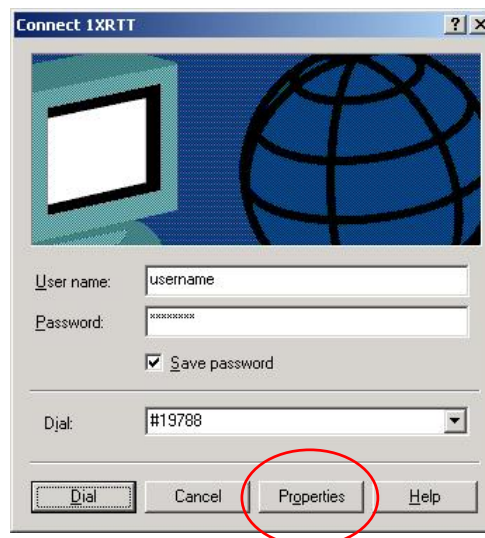 Connect 1XRTT
User name: username
Password: ××××××××
Save password
Dial: #19788
Dial Cancel Properties Help